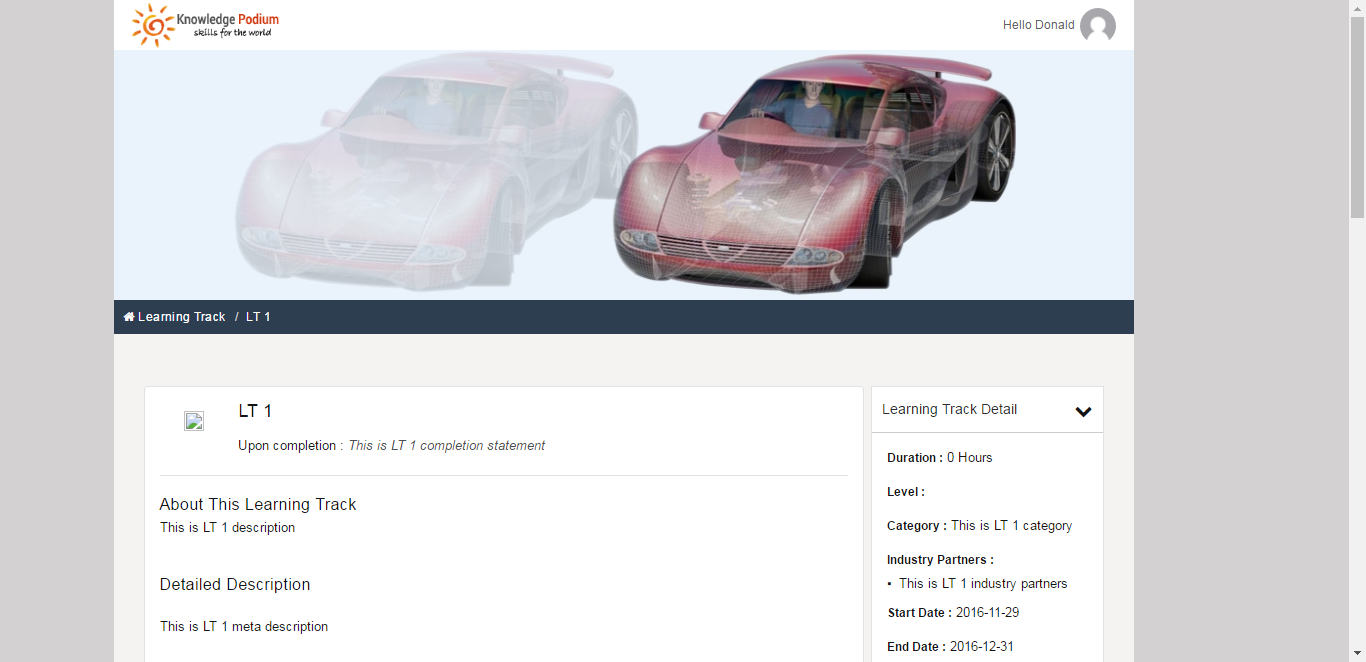 Knowledge Podium
skills for the world
Hello Donald
Learning Track / LT 1
LT 1
Upon completion : This is LT 1 completion statement
About This Learning Track
This is LT 1 description
Detailed Description
This is LT 1 meta description
Learning Track Detail
Duration : 0 Hours
Level :
Category : This is LT 1 category
Industry Partners :
• This is LT 1 industry partners
Start Date : 2016-11-29
End Date : 2016-12-31